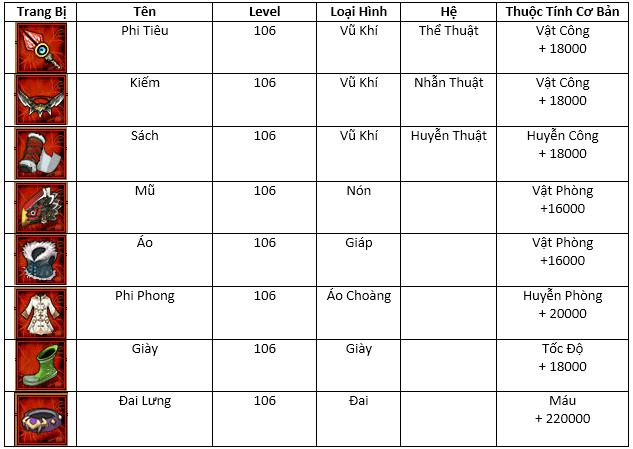 Trang Bị Tên Level Loại Hình Hệ Thuộc Tính Cơ Bản
Phi Tiêu 106 Vũ Khí Thể Thuật Vật Công
+ 18000
Kiếm 106 Vũ Khí Nhẫn Thuật Vật Công
+ 18000
Sách 106 Vũ Khí Huyễn Thuật Huyễn Công
+ 18000
Mũ 106 Nón Vật Phòng
+16000
Áo 106 Giáp Vật Phòng
+16000
Phi Phong 106 Áo Choàng Huyễn Phòng
+ 20000
Giày 106 Giày Tốc Độ
+ 18000
Đai Lưng 106 Đai Máu
+ 220000